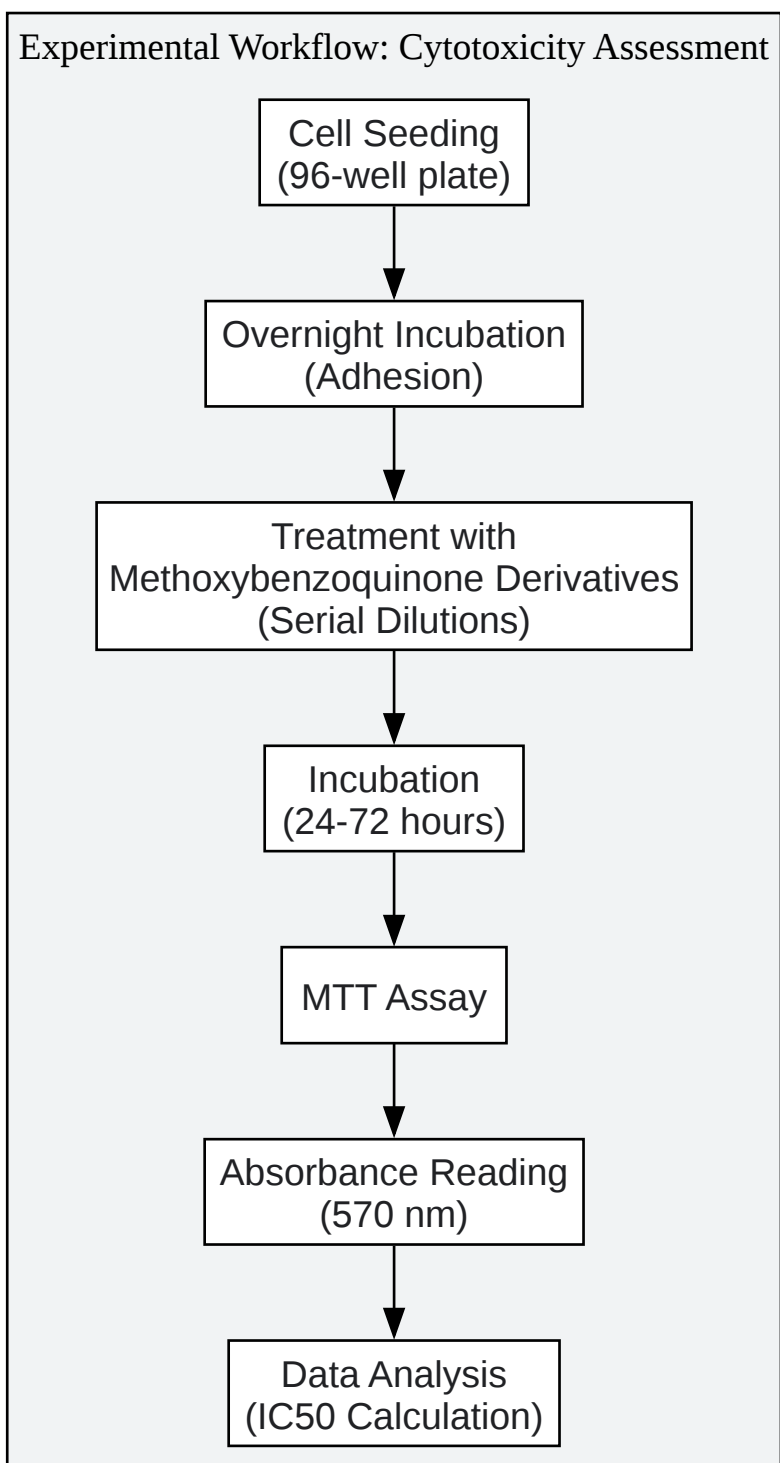 Experimental Workflow: Cytotoxicity Assessment
Cell Seeding
(96-well plate)
Overnight Incubation
(Adhesion)
Treatment with
Methoxybenzoquinone Derivatives
(Serial Dilutions)
Incubation
(24-72 hours)
MTT Assay
Absorbance Reading
(570 nm)
Data Analysis
(IC50 Calculation)